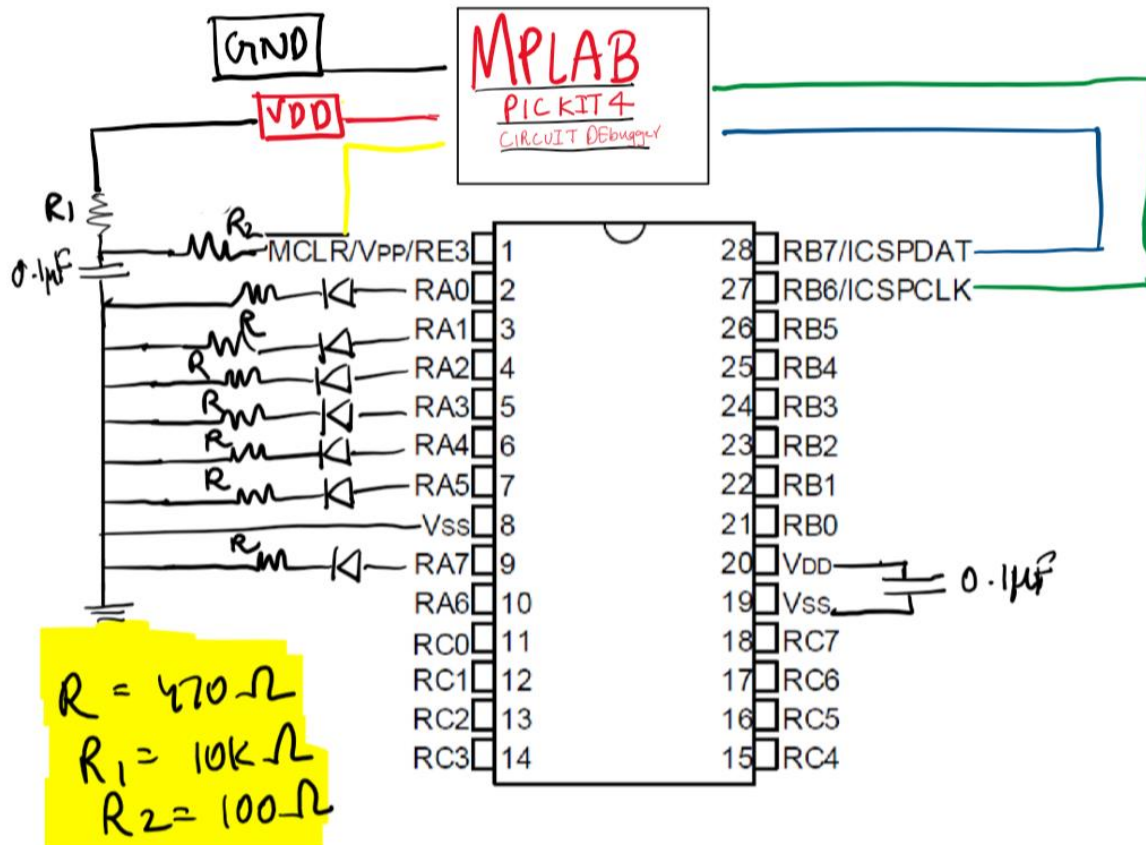 GND
MPLAB
PICKIT 4
CIRCUIT DEbugger
VDD
R1
0.1µF
R2
MCLR/VPP/RE3 1
RA0 2
R RA1 3
R RA2 4
R RA3 5
R RA4 6
R RA5 7
VSS 8
R RA7 9
RA6 10
RC0 11
RC1 12
RC2 13
RC3 14
28 RB7/ICSPDAT
27 RB6/ICSPCLK
26 RB5
25 RB4
24 RB3
23 RB2
22 RB1
21 RB0
20 VDD
19 VSS
0.1µF
18 RC7
17 RC6
16 RC5
15 RC4
R = 470Ω
R1 = 10KΩ
R2 = 100Ω